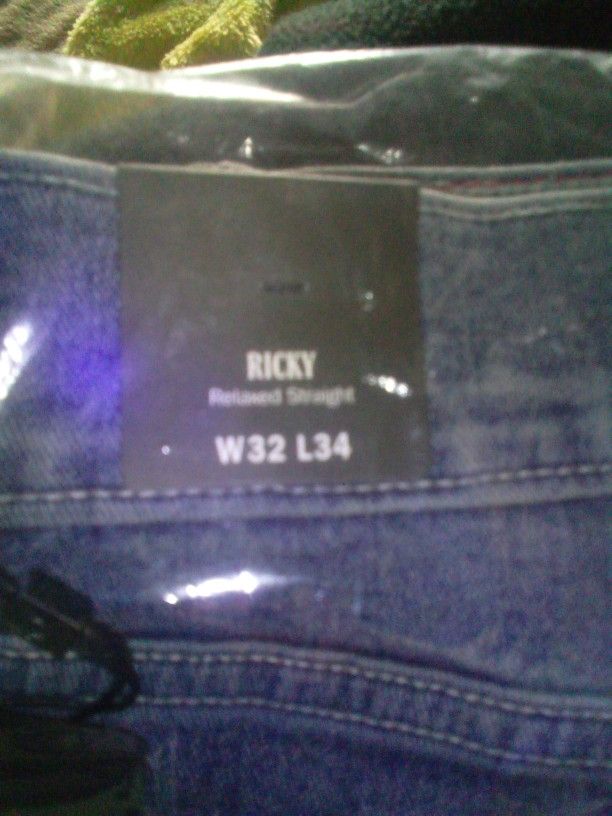 RICKY
Relaxed Straight
W32 L34